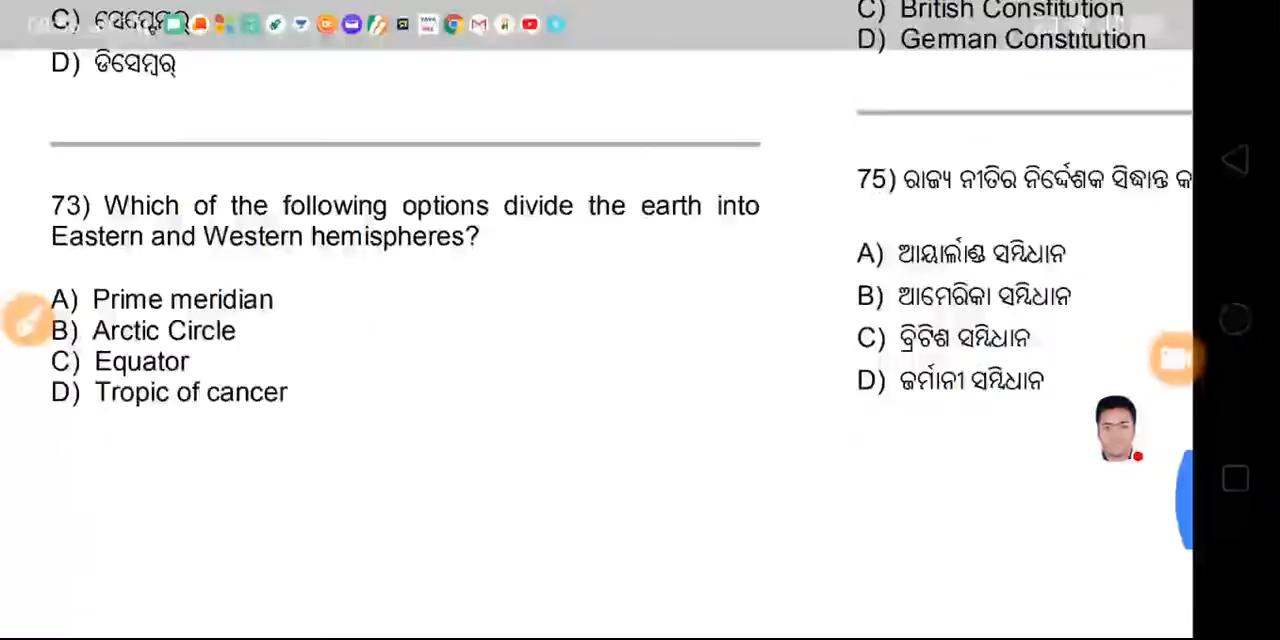 C) ସେପ୍ଟେମ୍ବର୍
D) ଡିସେମ୍ବର୍
73) Which of the following options divide the earth into
Eastern and Western hemispheres?
A) Prime meridian
B) Arctic Circle
C) Equator
D) Tropic of cancer
C) British Constitution
D) German Constitution
75) ରାଜ୍ୟ ନୀତିର ନିର୍ଦ୍ଦେଶକ ସିଦ୍ଧାନ୍ତ କ
A) ଆୟାର୍ଲାଣ୍ଡ ସମ୍ବିଧାନ
B) ଆମେରିକା ସମ୍ବିଧାନ
C) ବ୍ରିଟିଶ ସମ୍ବିଧାନ
D) ଜର୍ମାନୀ ସମ୍ବିଧାନ